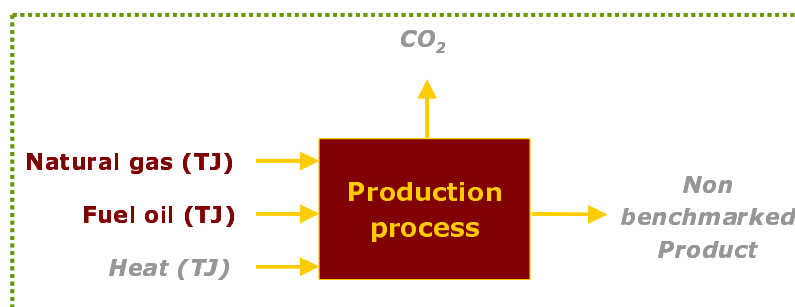 CO2
Natural gas (TJ)
Fuel oil (TJ)
Heat (TJ)
Production
process
Non
benchmarked
Product